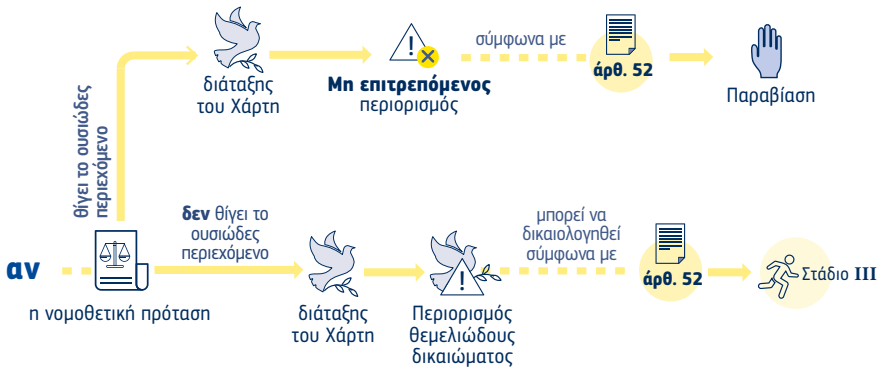 θίγει το ουσιώδες
περιεχόμενο
διάταξης
του Χάρτη
Μη επιτρεπόμενος
περιορισμός
σύμφωνα με
άρθ. 52
Παραβίαση
αν
η νομοθετική πρόταση
δεν θίγει το
ουσιώδες
περιεχόμενο
διάταξης
του Χάρτη
Περιορισμός
θεμελιώδους
δικαιώματος
μπορεί να
δικαιολογηθεί
σύμφωνα με
άρθ. 52
Στάδιο III